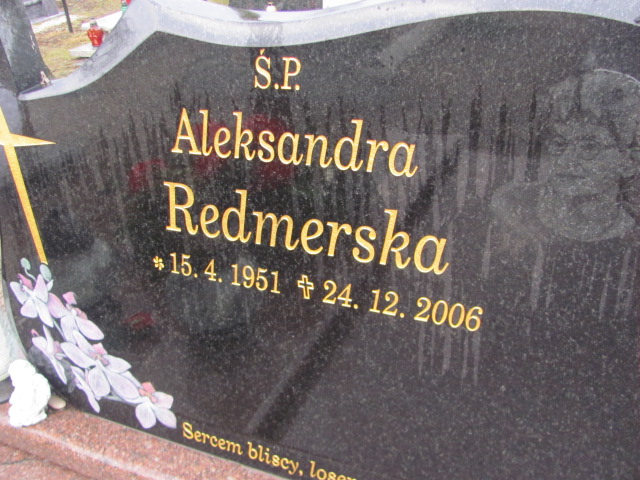 Ś.P.
Aleksandra
Redmerska
* 15. 4. 1951 ✝ 24. 12. 2006
Sercem bliscy,